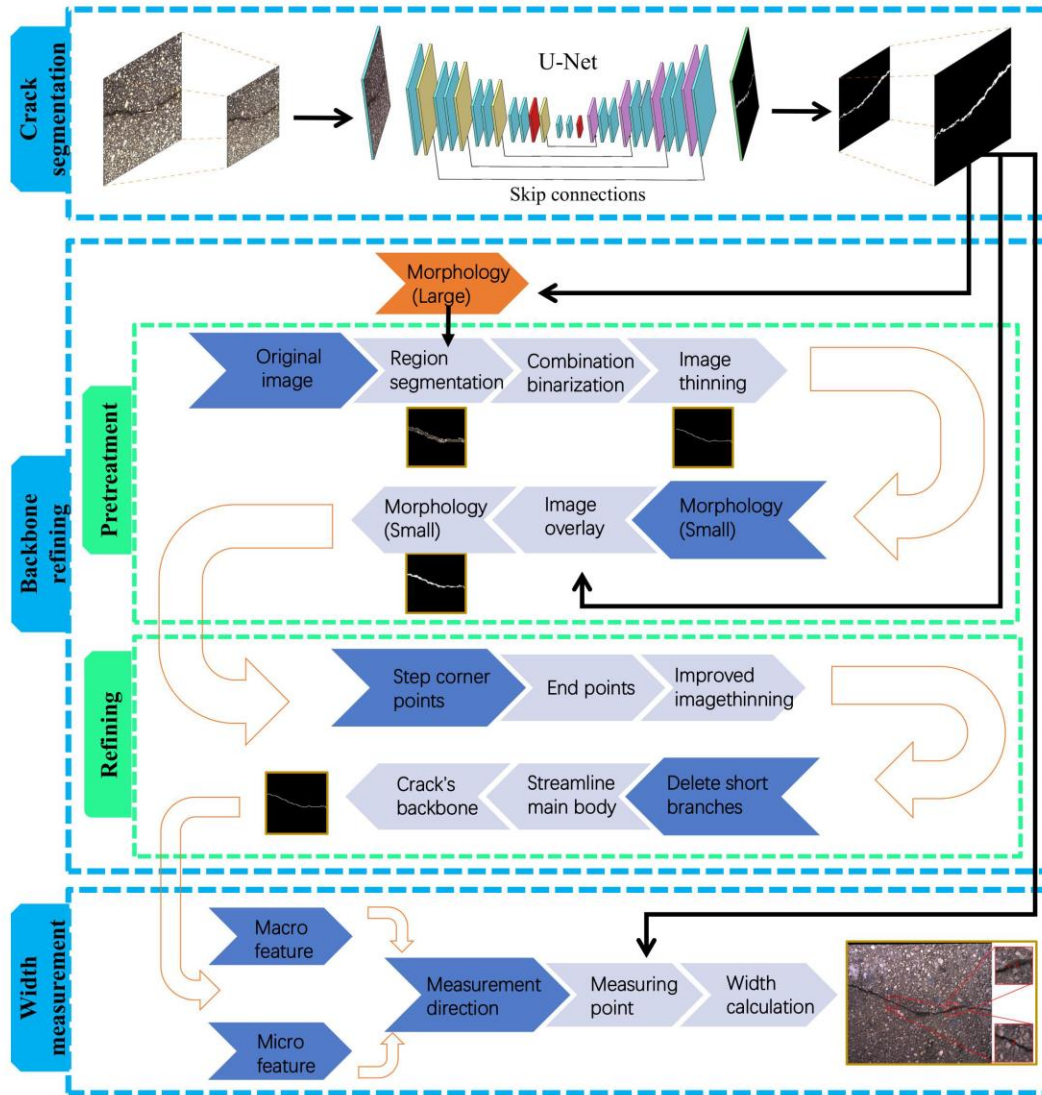 Crack
segmentation
U-Net
Skip connections
Backbone
refining
Pretreatment
Morphology
(Large)
Original
image
Region
segmentation
Combination
binarization
Image
thinning
Morphology
(Small)
Image
overlay
Morphology
(Small)
Refining
Step corner
points
End points
Improved
imagethinning
Crack's
backbone
Streamline
main body
Delete short
branches
Width
measurement
Macro
feature
Micro
feature
Measurement
direction
Measuring
point
Width
calculation